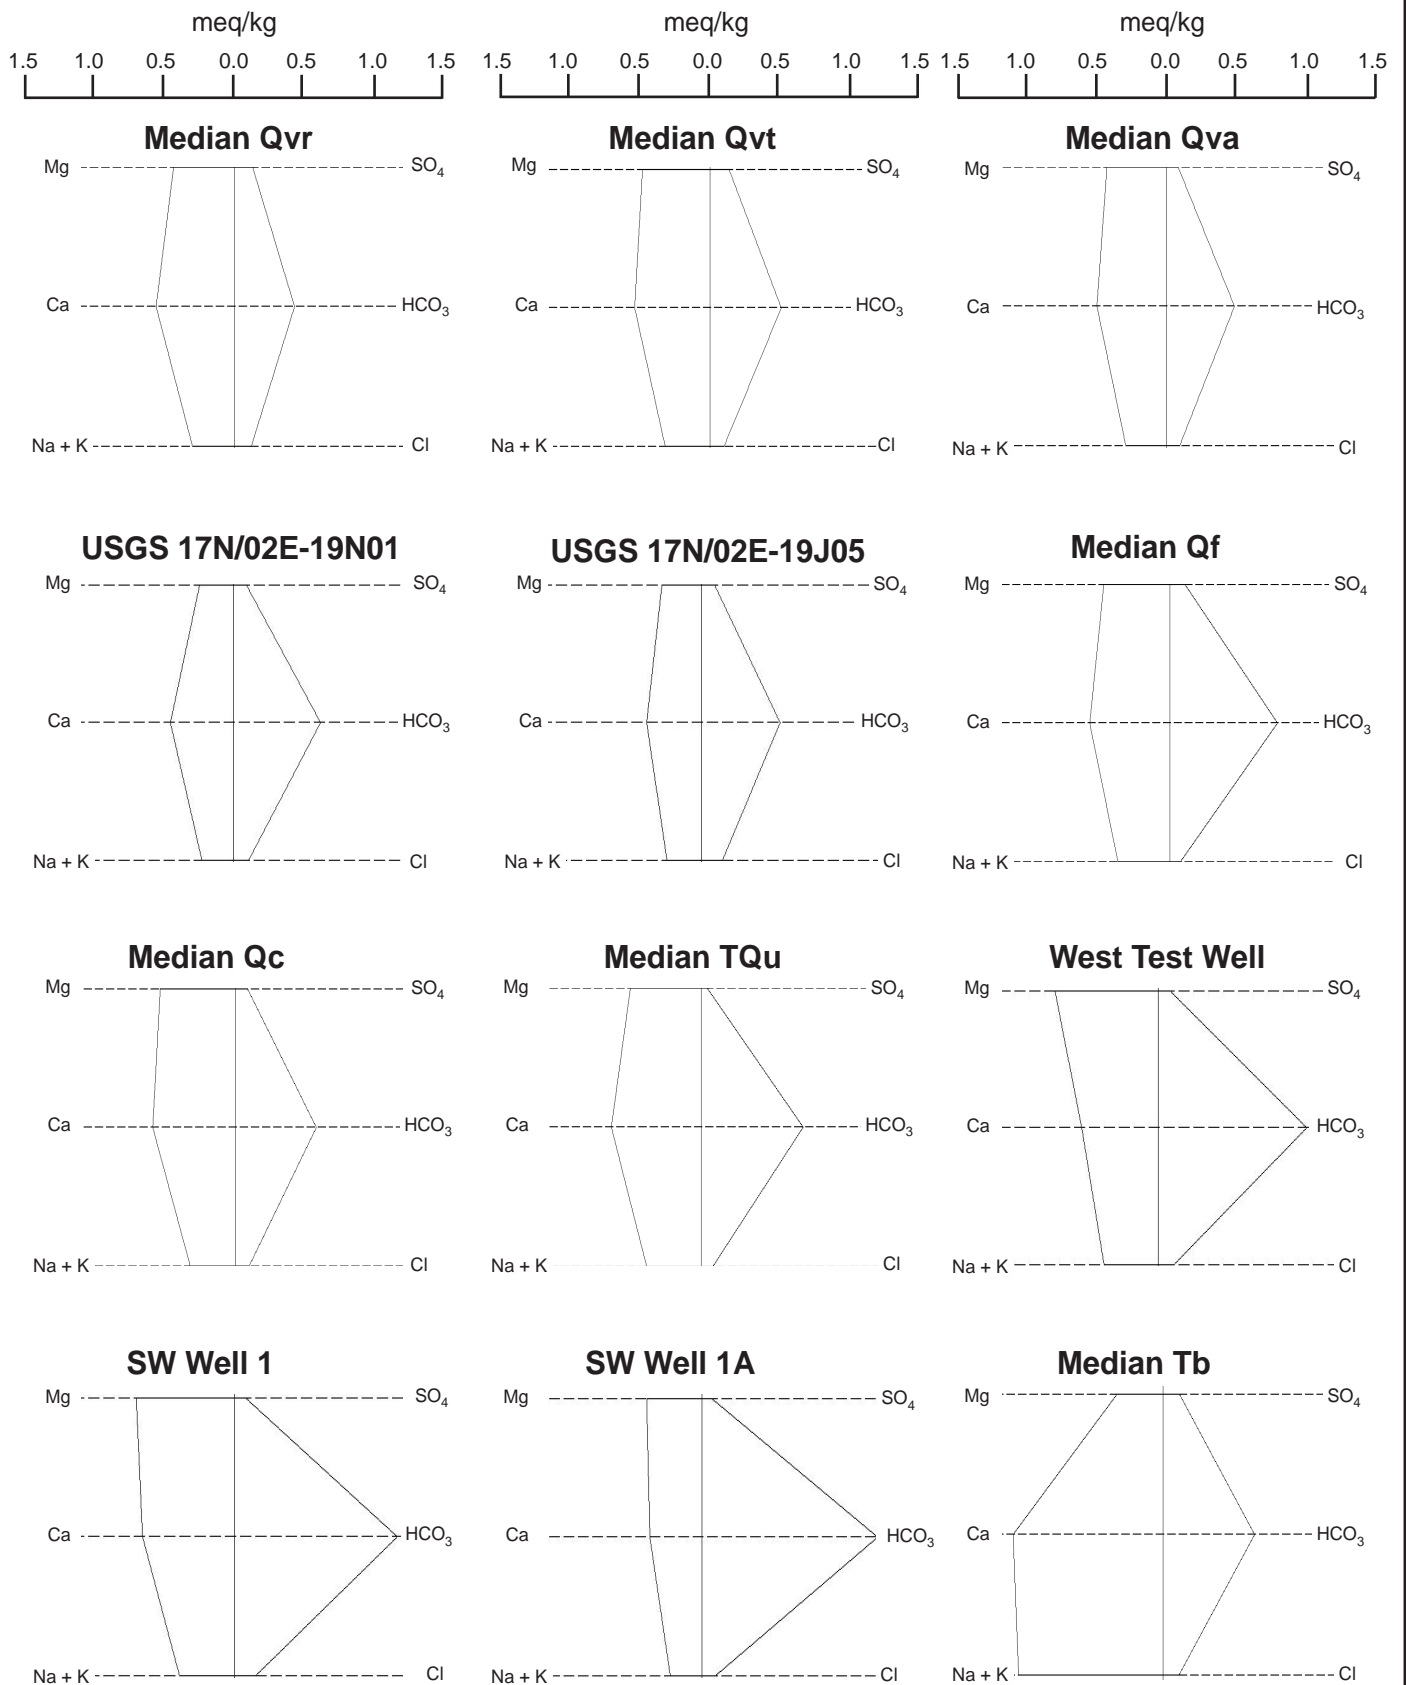 meq/kg meq/kg meq/kg
1.5 1.0 0.5 0.0 0.5 1.0 1.5 1.5 1.0 0.5 0.0 0.5 1.0 1.5 1.5 1.0 0.5 0.0 0.5 1.0 1.5
Median Qvr Median Qvt Median Qva
Mg SO4 Mg SO4 Mg SO4
Ca HCO3 Ca HCO3 Ca HCO3
Na + K Cl Na + K Cl Na + K Cl
USGS 17N/02E-19N01 USGS 17N/02E-19J05 Median Qf
Mg SO4 Mg SO4 Mg SO4
Ca HCO3 Ca HCO3 Ca HCO3
Na + K Cl Na + K Cl Na + K Cl
Median Qc Median TQu West Test Well
Mg SO4 Mg SO4 Mg SO4
Ca HCO3 Ca HCO3 Ca HCO3
Na + K Cl Na + K Cl Na + K Cl
SW Well 1 SW Well 1A Median Tb
Mg SO4 Mg SO4 Mg SO4
Ca HCO3 Ca HCO3 Ca HCO3
Na + K Cl Na + K Cl Na + K Cl